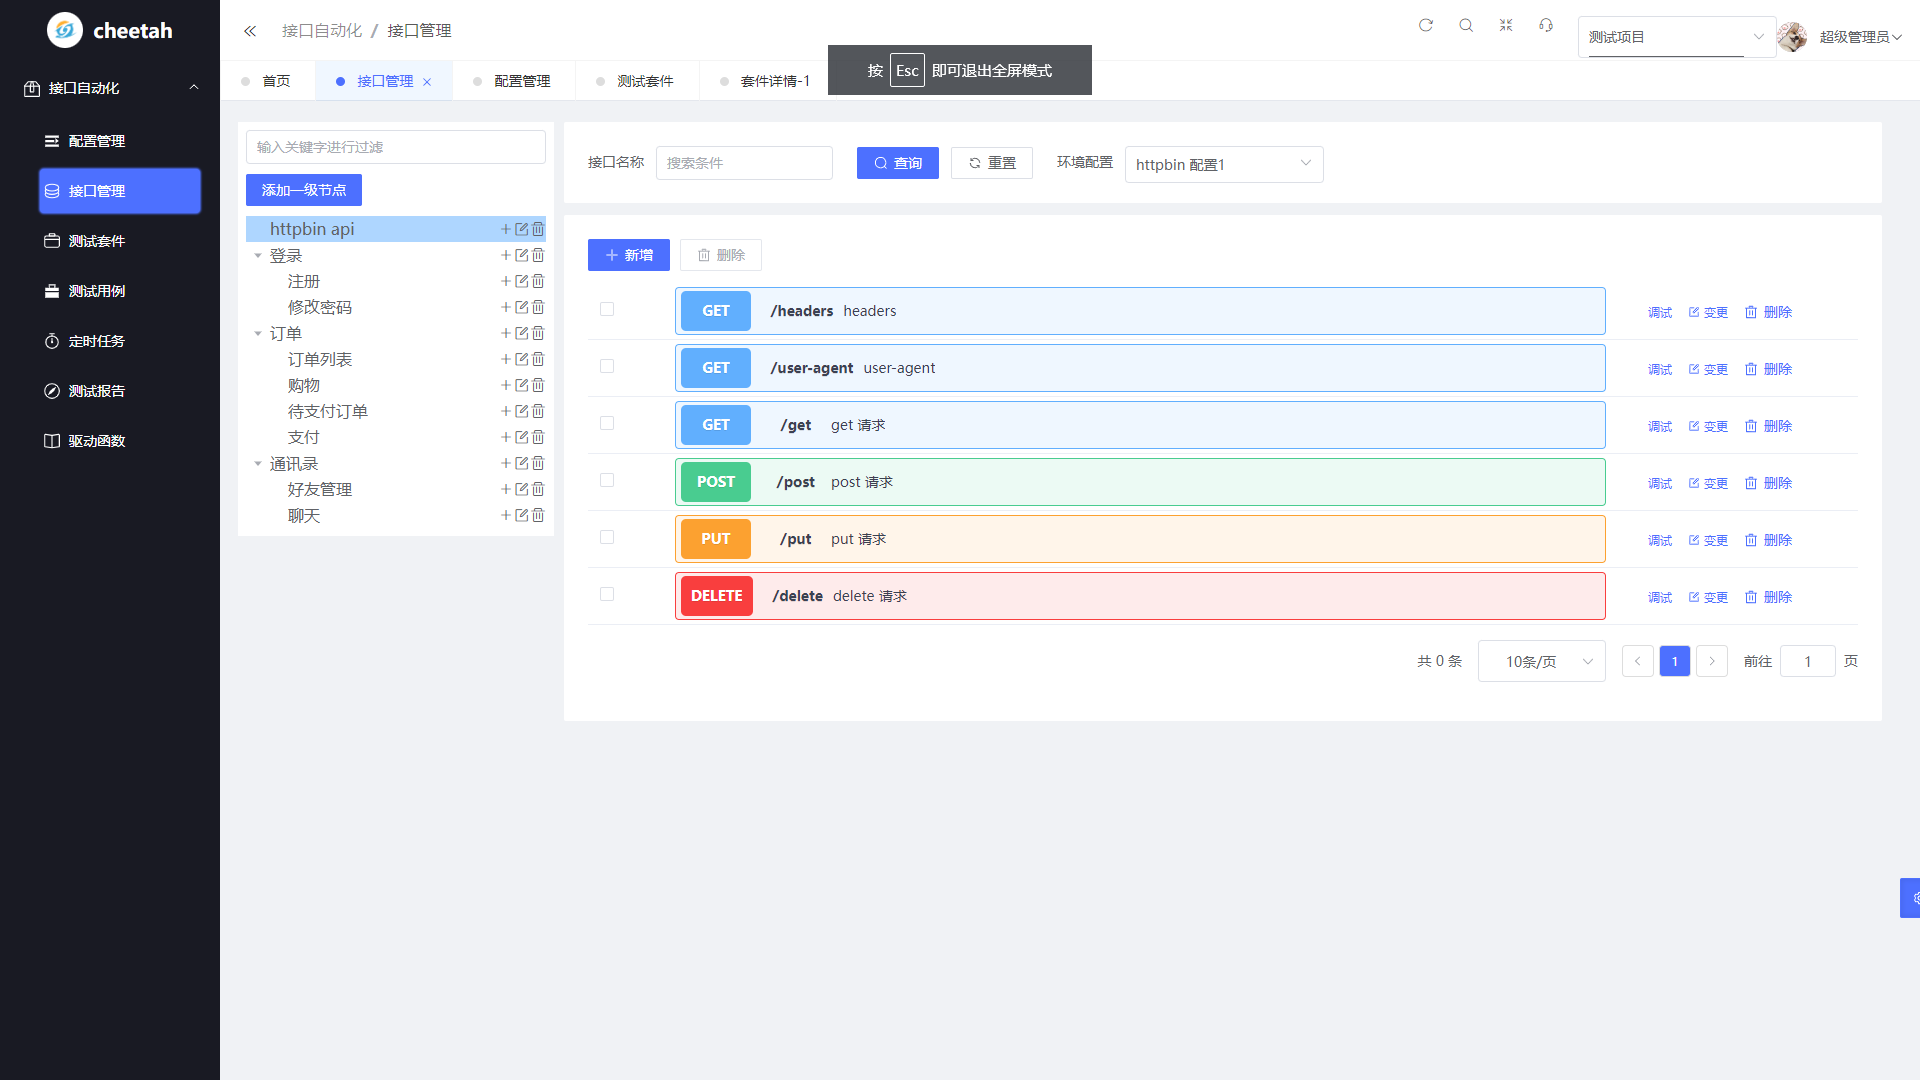 cheetah
接口自动化
配置管理
接口管理
测试套件
测试用例
定时任务
测试报告
驱动函数
接口自动化 / 接口管理
测试项目
超级管理员
首页
接口管理
配置管理
测试套件
套件详情-1
按 Esc 即可退出全屏模式
输入关键字进行过滤
添加一级节点
httpbin api
登录
注册
修改密码
订单
订单列表
购物
待支付订单
支付
通讯录
好友管理
聊天
接口名称 搜索条件 查询 重置 环境配置 httpbin 配置1
新增 删除
GET /headers headers 调试 变更 删除
GET /user-agent user-agent 调试 变更 删除
GET /get get 请求 调试 变更 删除
POST /post post 请求 调试 变更 删除
PUT /put put 请求 调试 变更 删除
DELETE /delete delete 请求 调试 变更 删除
共 0 条 10条/页 1 前往 1 页